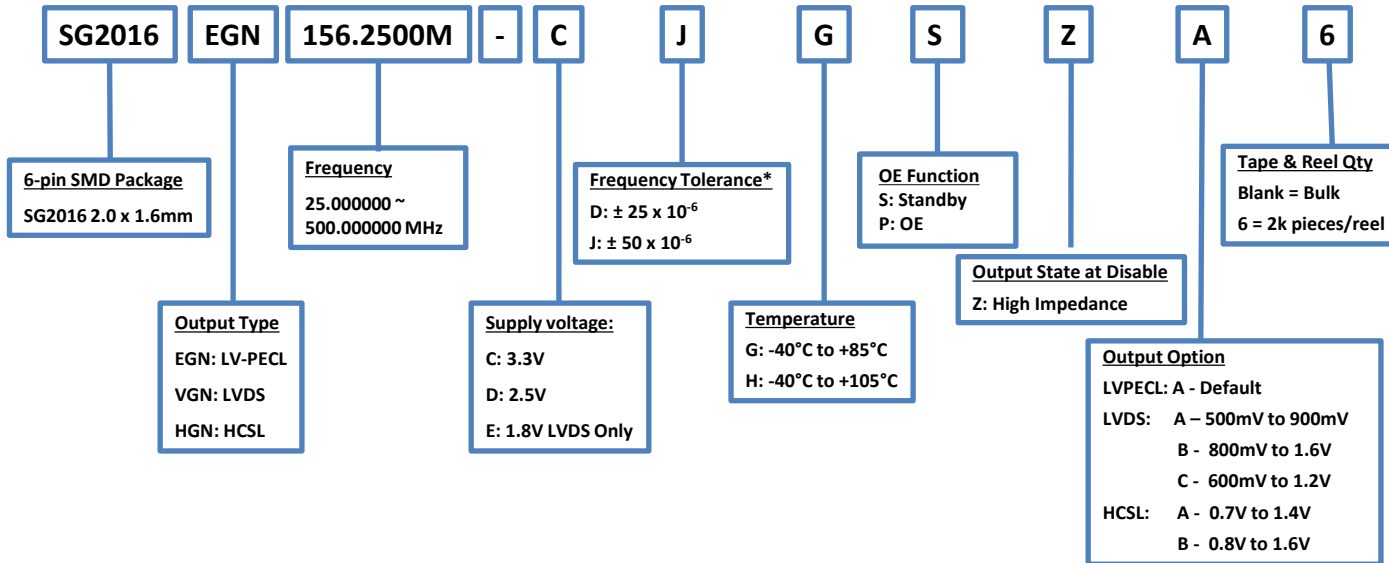 SG2016 EGN 156.2500M - C J G S Z A 6
6-pin SMD Package
SG2016 2.0 x 1.6mm
Output Type
EGN: LV-PECL
VGN: LVDS
HGN: HCSL
Frequency
25.000000 ~
500.000000 MHz
Supply voltage:
C: 3.3V
D: 2.5V
E: 1.8V LVDS Only
Frequency Tolerance*
D: ± 25 x 10⁻⁶
J: ± 50 x 10⁻⁶
Temperature
G: -40°C to +85°C
H: -40°C to +105°C
OE Function
S: Standby
P: OE
Output State at Disable
Z: High Impedance
Output Option
LVPECL: A - Default
LVDS: A – 500mV to 900mV
B - 800mV to 1.6V
C - 600mV to 1.2V
HCSL: A - 0.7V to 1.4V
B - 0.8V to 1.6V
Tape & Reel Qty
Blank = Bulk
6 = 2k pieces/reel